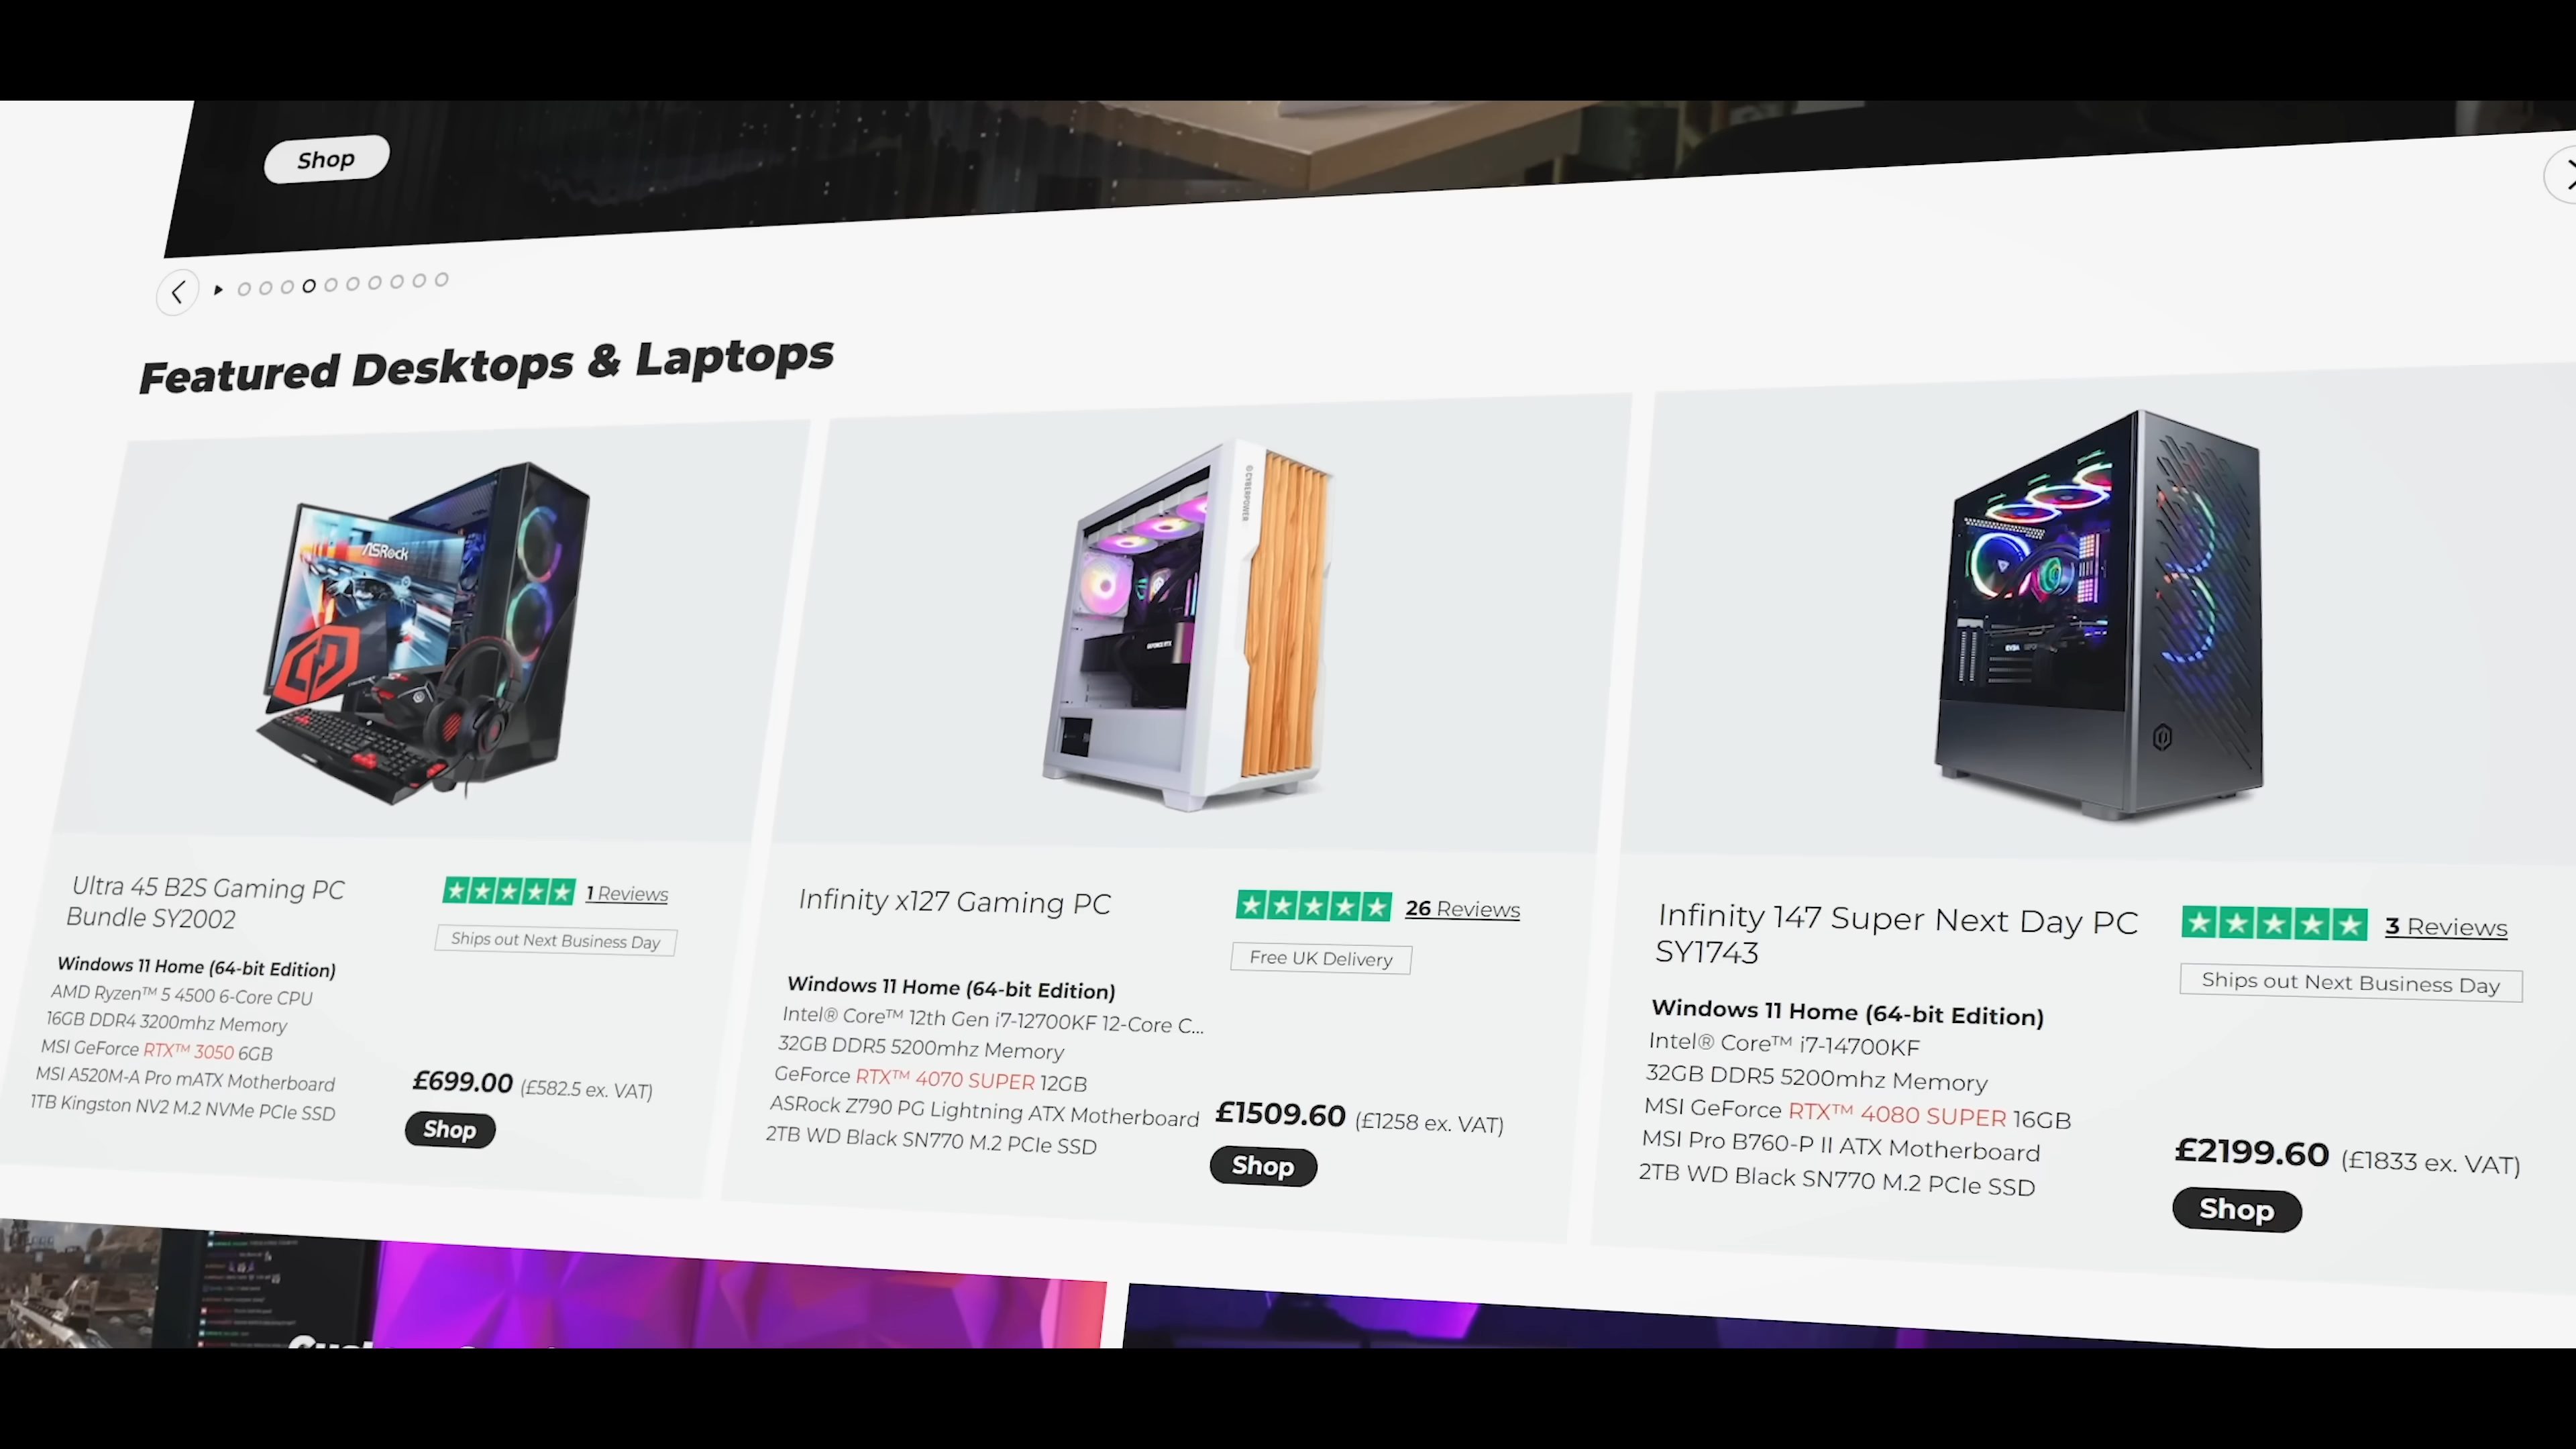 Shop
Featured Desktops & Laptops
ASRock
CYBERPOWER
GEFORCE RTX
EVGA
Ultra 45 B2S Gaming PC
Bundle SY2002
1 Reviews
Ships out Next Business Day
Windows 11 Home (64-bit Edition)
AMD Ryzen™ 5 4500 6-Core CPU
16GB DDR4 3200mhz Memory
MSI GeForce RTX™ 3050 6GB
MSI A520M-A Pro mATX Motherboard
1TB Kingston NV2 M.2 NVMe PCIe SSD
£699.00 (£582.5 ex. VAT)
Shop
Infinity x127 Gaming PC
26 Reviews
Free UK Delivery
Windows 11 Home (64-bit Edition)
Intel® Core™ 12th Gen i7-12700KF 12-Core C...
32GB DDR5 5200mhz Memory
GeForce RTX™ 4070 SUPER 12GB
ASRock Z790 PG Lightning ATX Motherboard
2TB WD Black SN770 M.2 PCIe SSD
£1509.60 (£1258 ex. VAT)
Shop
Infinity 147 Super Next Day PC
SY1743
3 Reviews
Ships out Next Business Day
Windows 11 Home (64-bit Edition)
Intel® Core™ i7-14700KF
32GB DDR5 5200mhz Memory
MSI GeForce RTX™ 4080 SUPER 16GB
MSI Pro B760-P II ATX Motherboard
2TB WD Black SN770 M.2 PCIe SSD
£2199.60 (£1833 ex. VAT)
Shop